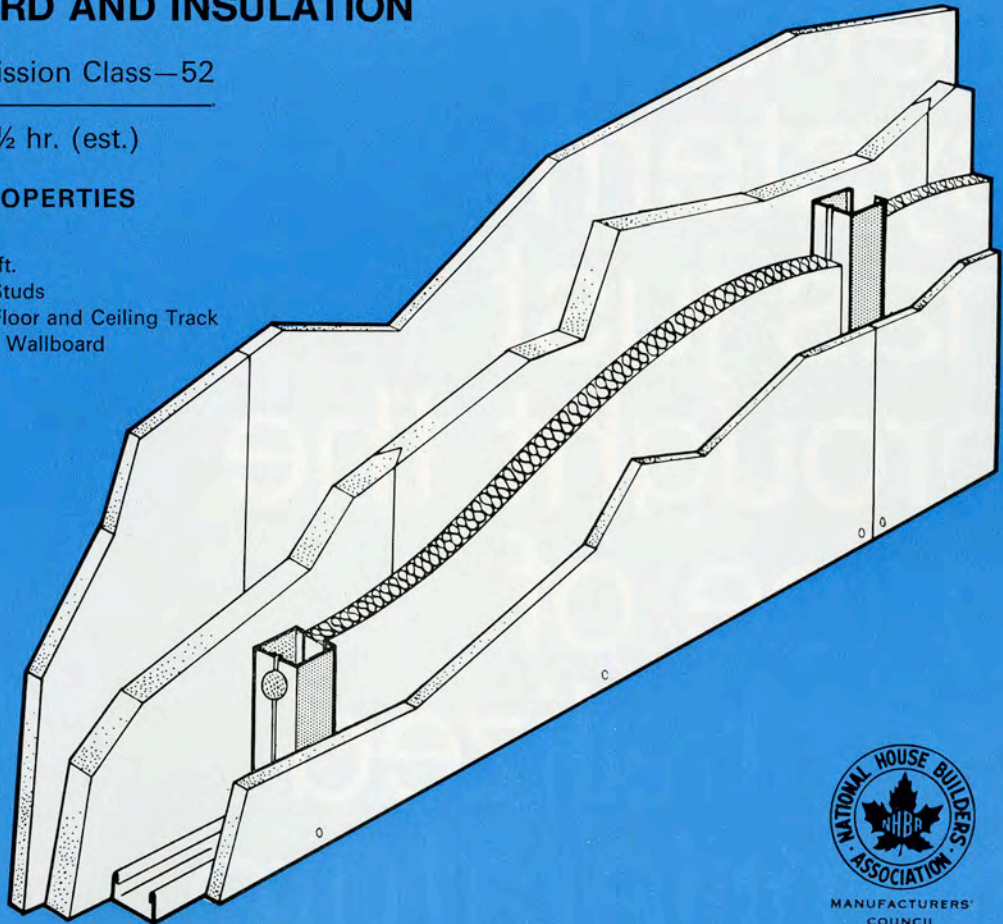 RD AND INSULATION
ission Class—52
½ hr. (est.)
OPERTIES
ft.
Studs
Floor and Ceiling Track
Wallboard
NATIONAL HOUSE BUILDERS
ASSOCIATION
NHBA
MANUFACTURERS'
COUNCIL